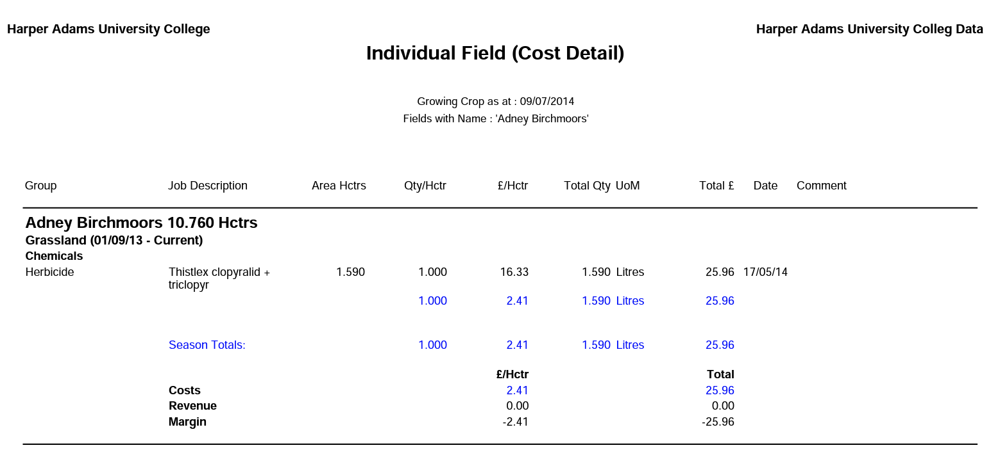 Harper Adams University College Harper Adams University Colleg Data
Individual Field (Cost Detail)
Growing Crop as at : 09/07/2014
Fields with Name : 'Adney Birchmoors'
Group Job Description Area Hctrs Qty/Hctr £/Hctr Total Qty UoM Total £ Date Comment
Adney Birchmoors 10.760 Hctrs
Grassland (01/09/13 - Current)
Chemicals
Herbicide Thistlex clopyralid + 1.590 1.000 16.33 1.590 Litres 25.96 17/05/14
triclopyr
1.000 2.41 1.590 Litres 25.96
Season Totals: 1.000 2.41 1.590 Litres 25.96
£/Hctr Total
Costs 2.41 25.96
Revenue 0.00 0.00
Margin -2.41 -25.96